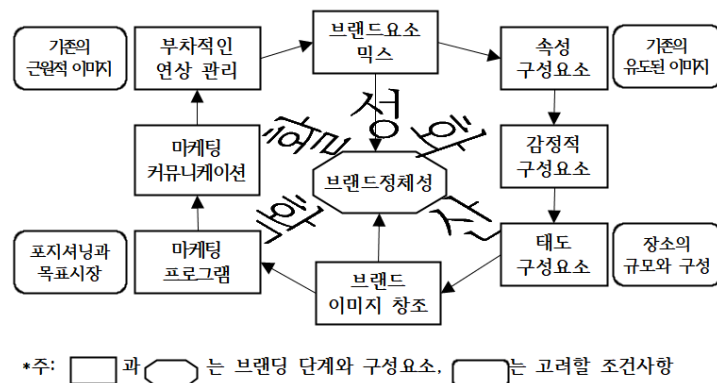 기존의
근원적 이미지
부차적인
연상 관리
브랜드요소
믹스
속성
구성요소
기존의
유도된 이미지
성
마케팅
커뮤니케이션
브랜드정체성
감정적
구성요소
포지셔닝과
목표시장
마케팅
프로그램
브랜드
이미지 창조
태도
구성요소
장소의
규모와 구성
*주: 과 는 브랜딩 단계와 구성요소, 는 고려할 조건사항